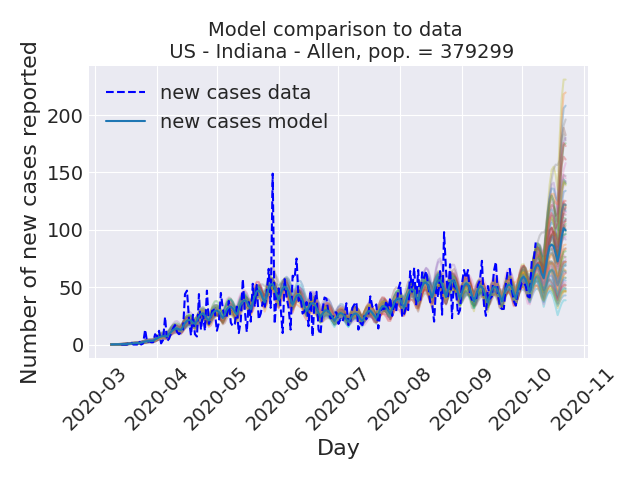 Model comparison to data
US - Indiana - Allen, pop. = 379299
new cases data
new cases model
Number of new cases reported
200
150
100
50
0
2020-03
2020-04
2020-05
2020-06
2020-07
2020-08
2020-09
2020-10
2020-11
Day